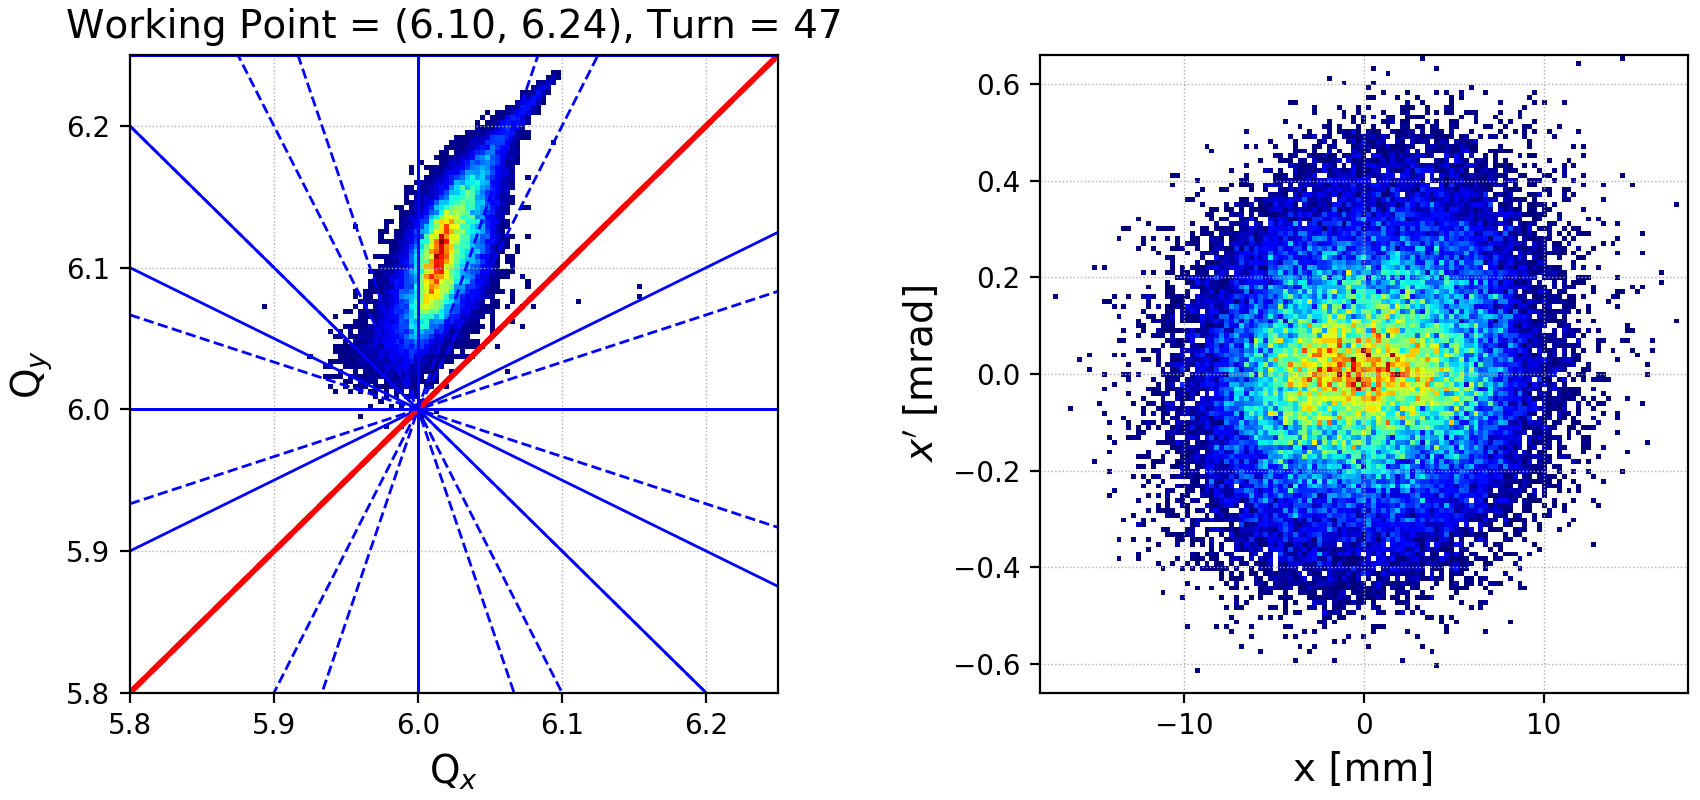 Working Point = (6.10, 6.24), Turn = 47
6.2
6.1
6.0
5.9
5.8
Qy
5.8 5.9 6.0 6.1 6.2
Qx
0.6
0.4
0.2
0.0
−0.2
−0.4
−0.6
x′ [mrad]
−10 0 10
x [mm]